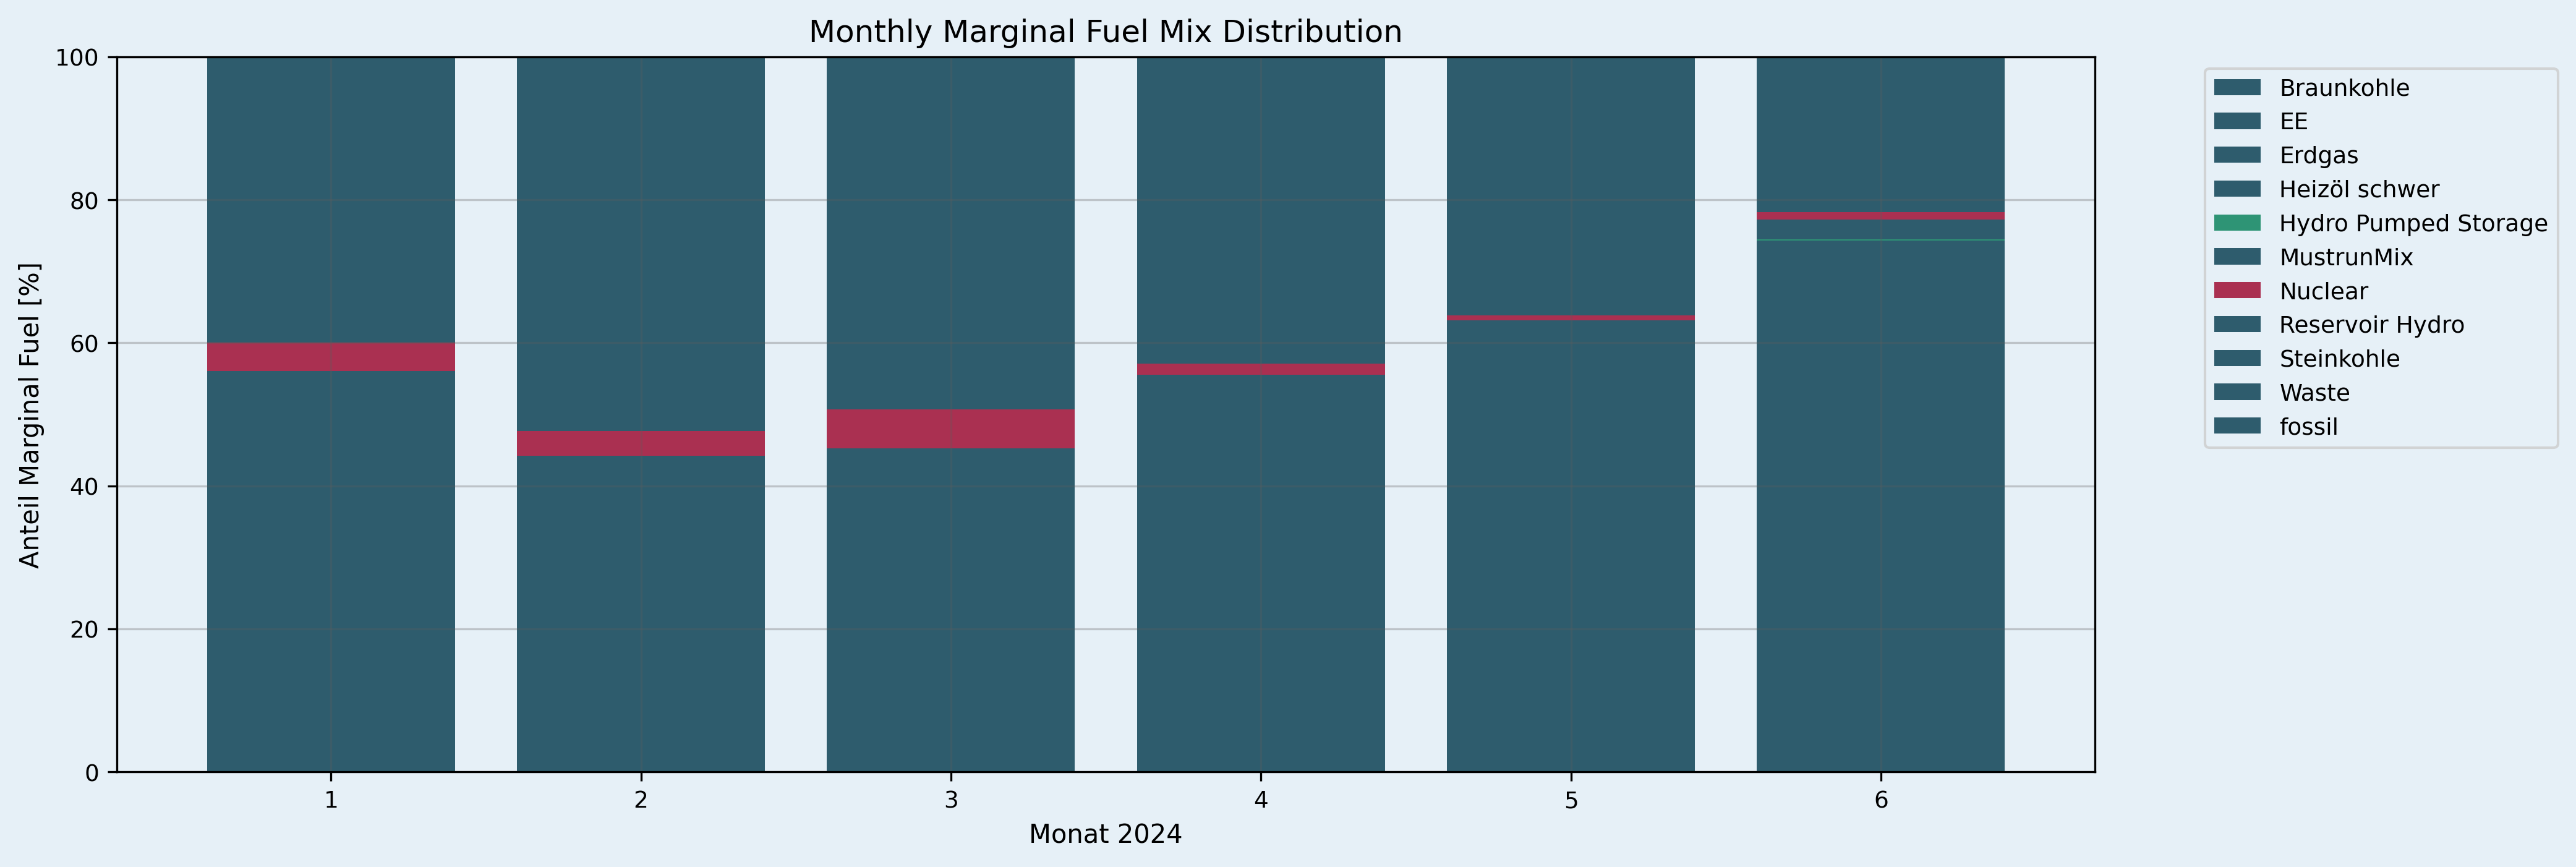 Monthly Marginal Fuel Mix Distribution
Anteil Marginal Fuel [%]
100
80
60
40
20
0
1 2 3 4 5 6
Monat 2024
Braunkohle
EE
Erdgas
Heizöl schwer
Hydro Pumped Storage
MustrunMix
Nuclear
Reservoir Hydro
Steinkohle
Waste
fossil